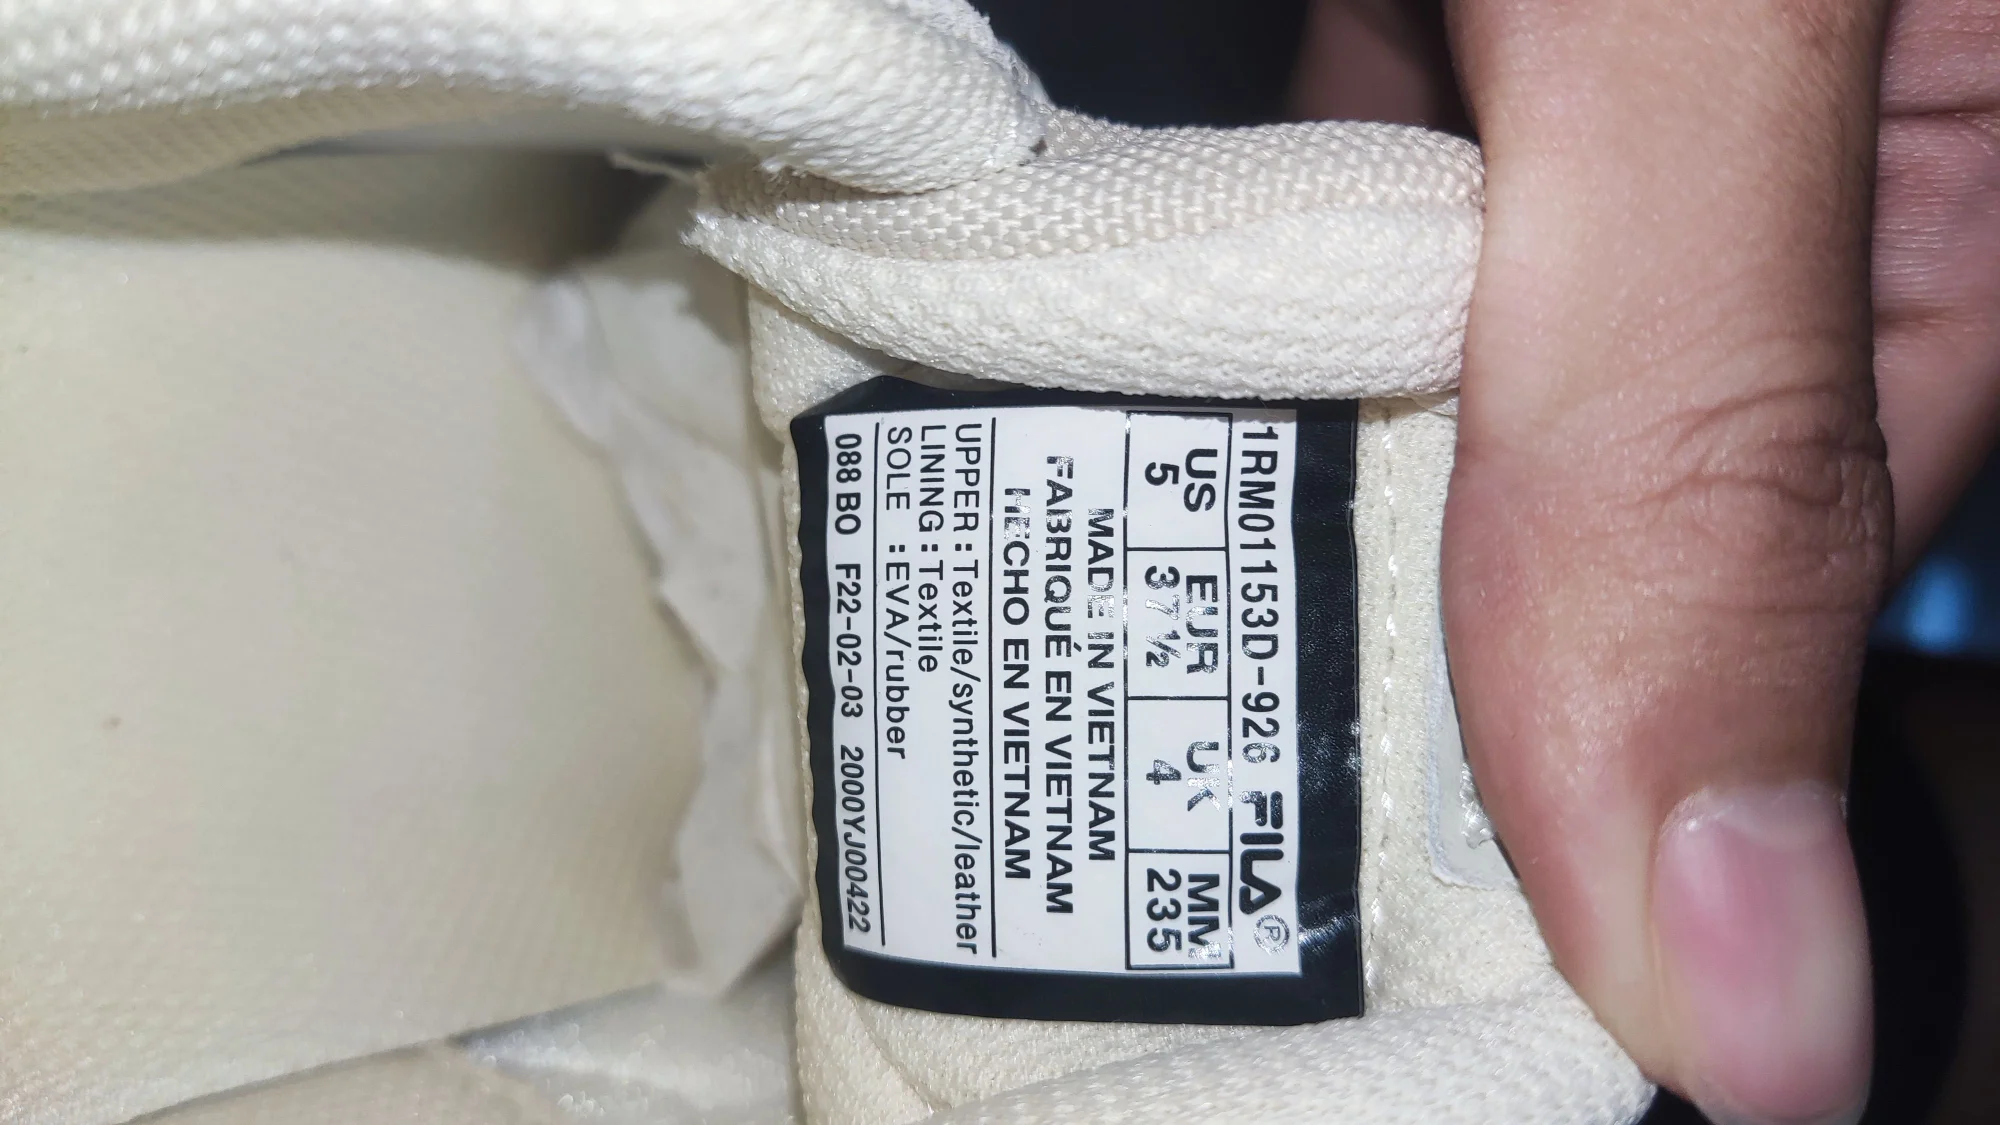 1RM01153D-926 FILA®
US EUR UK MM
5 37½ 4 235
MADE IN VIETNAM
FABRIQUÉ EN VIETNAM
HECHO EN VIETNAM
UPPER : Textile/synthetic/leather
LINING : Textile
SOLE : EVA/rubber
088 BO F22-02-03 2000YJ00422